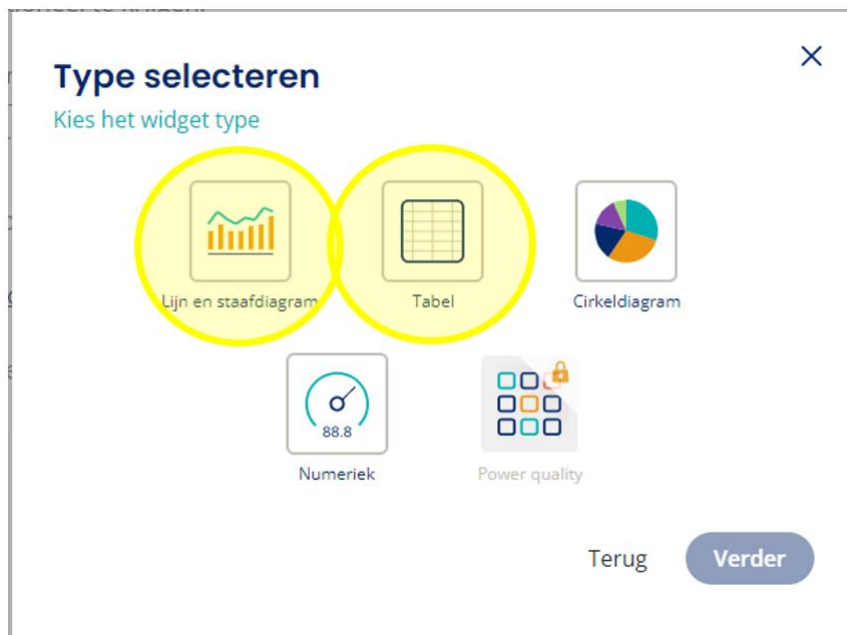 Type selecteren
Kies het widget type
Lijn en staafdiagram
Tabel
Cirkeldiagram
88.8
Numeriek
Power quality
Terug
Verder